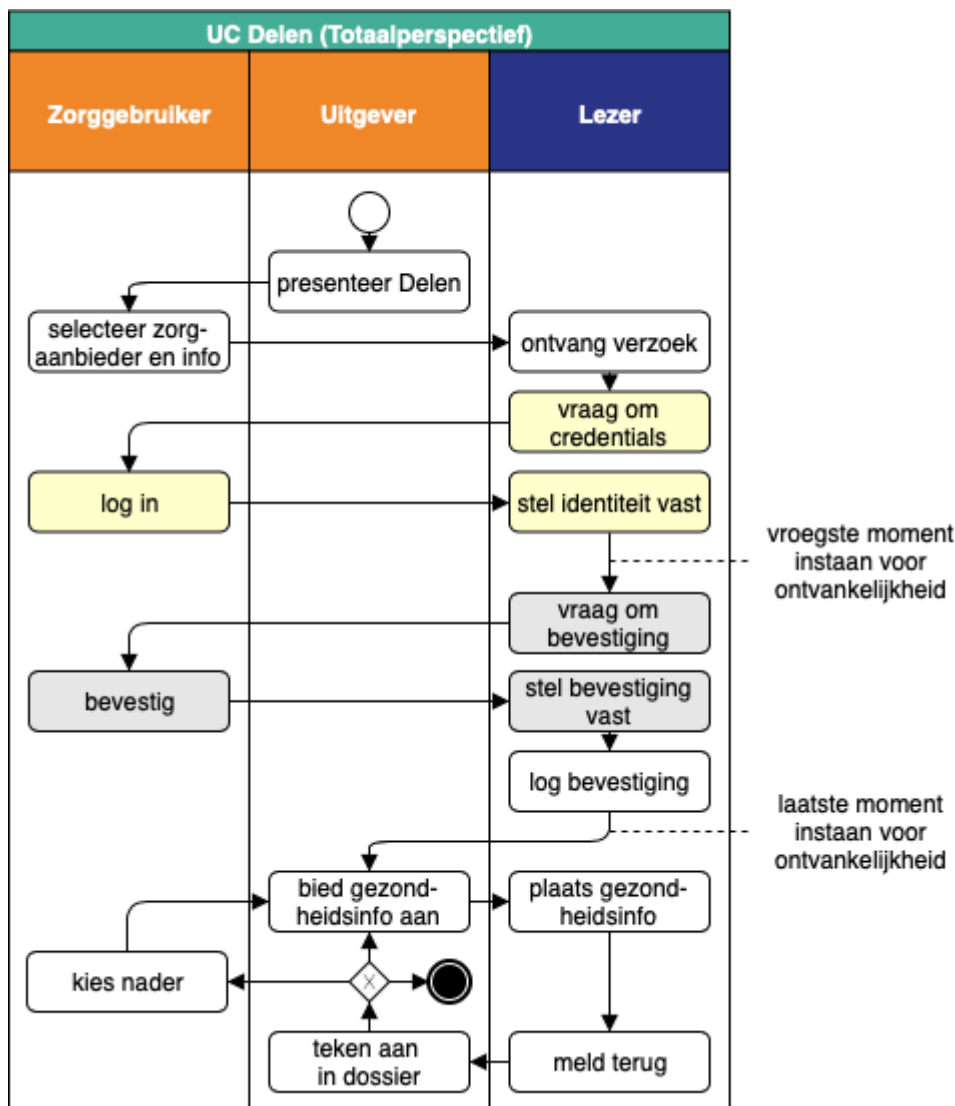 UC Delen (Totaalperspectief)
Zorggebruiker
Uitgever
Lezer
presenteer Delen
selecteer zorg-
aanbieder en info
ontvang verzoek
vraag om
credentials
log in
stel identiteit vast
vroegste moment
instaan voor
ontvankelijkheid
vraag om
bevestiging
bevestig
stel bevestiging
vast
log bevestiging
laatste moment
instaan voor
ontvankelijkheid
bied gezond-
heidsinfo aan
plaats gezond-
heidsinfo
kies nader
X
teken aan
in dossier
meld terug